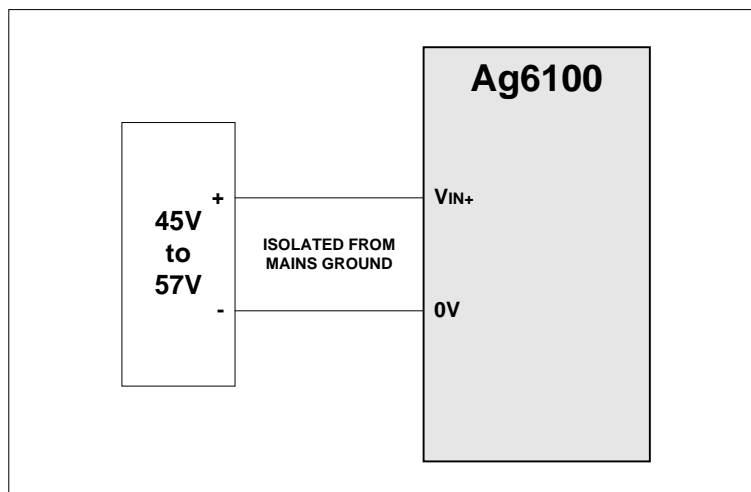 Ag6100
+
VIN+
45V
to
57V
ISOLATED FROM
MAINS GROUND
-
0V